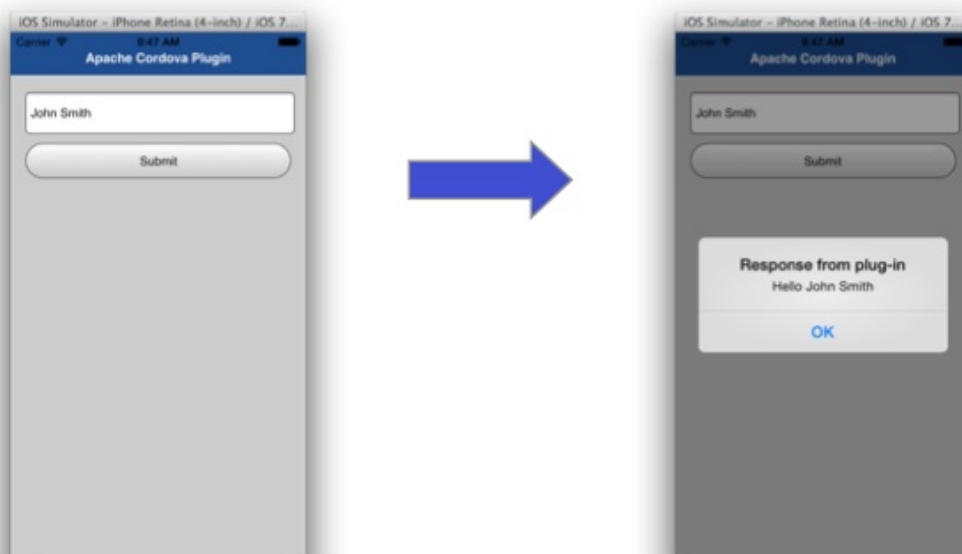 iOS Simulator – iPhone Retina (4-inch) / iOS 7...
Carrier 9:47 AM
Apache Cordova Plugin
John Smith
Submit
iOS Simulator – iPhone Retina (4-inch) / iOS 7...
Carrier 9:47 AM
Apache Cordova Plugin
John Smith
Submit
Response from plug-in
Hello John Smith
OK